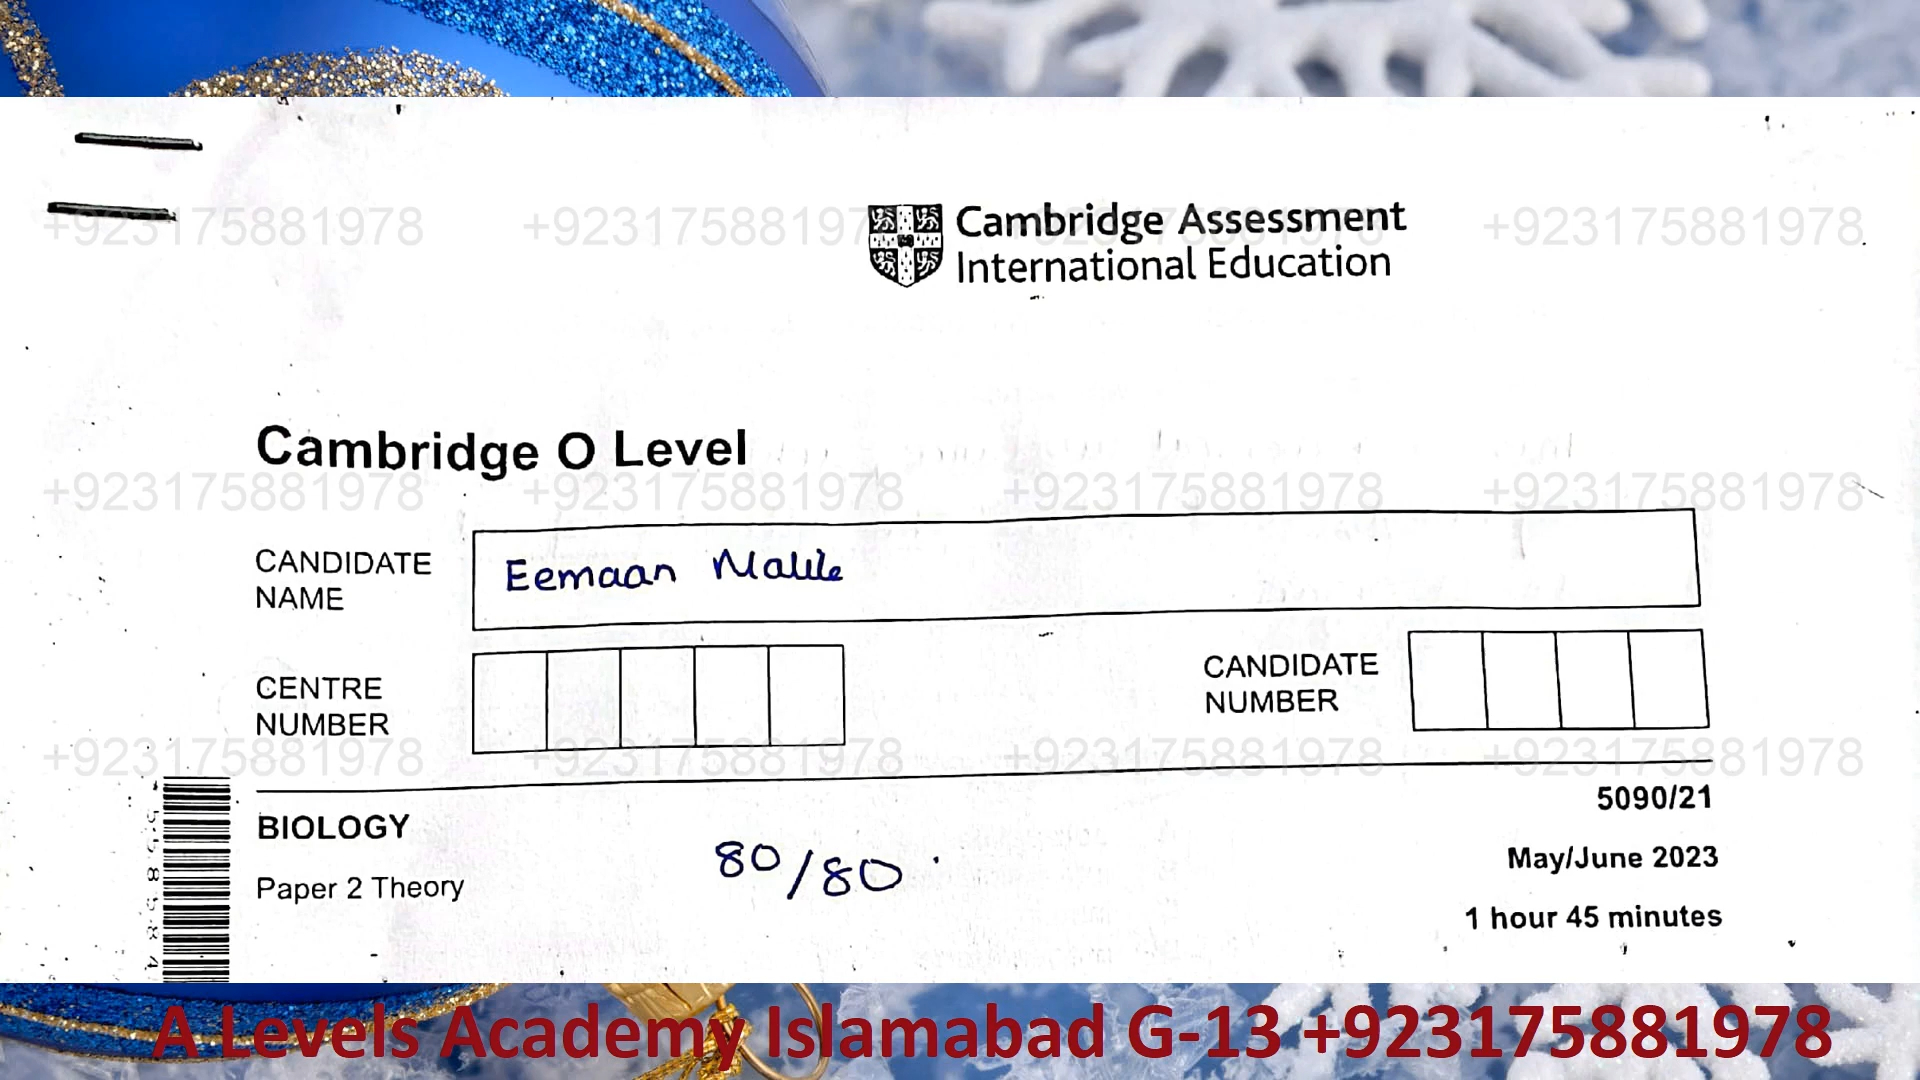 Cambridge Assessment
International Education
+923175881978 +923175881978 +923175881978 +923175881978
Cambridge O Level
+923175881978 +923175881978 +923175881978 +923175881978
CANDIDATE NAME
Eemaan Malik
CENTRE NUMBER
CANDIDATE NUMBER
+923175881978 +923175881978 +923175881978 +923175881978
5090/21
BIOLOGY
80/80
May/June 2023
Paper 2 Theory
1 hour 45 minutes
A Levels Academy Islamabad G-13 +923175881978